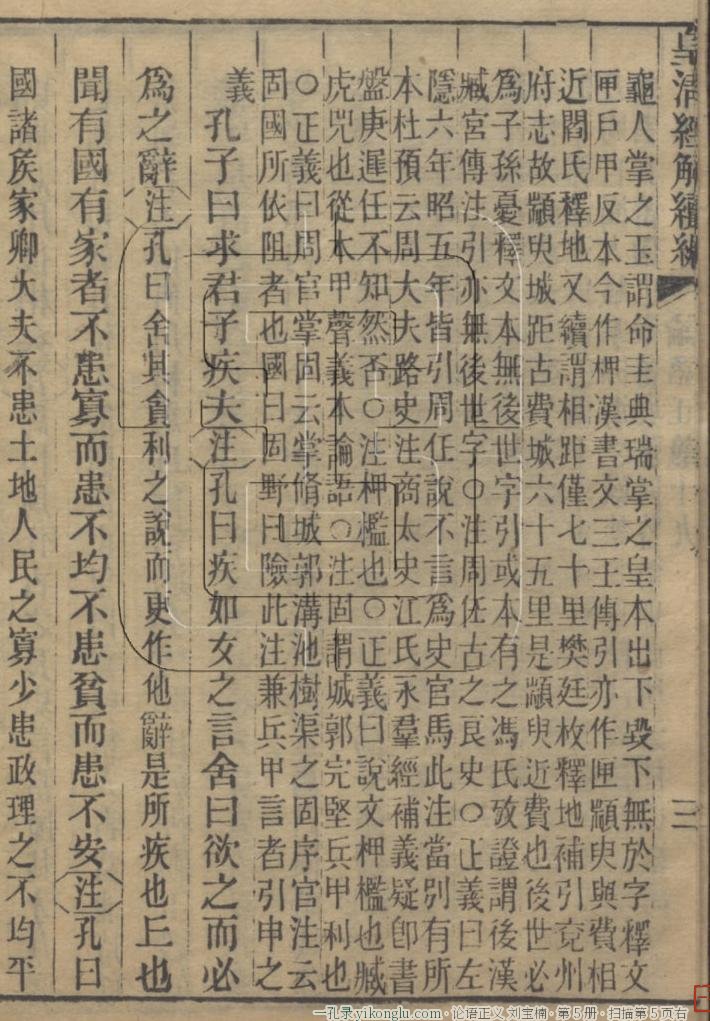 皇清經解續編
三
龜人掌之玉謂命圭典瑞掌之皇本出下毀下無於字釋文
匣戶甲反本今作柙漢書文三王傳引亦作匣顓臾與費相
近閻氏釋地又續謂相距僅七十里樊廷枚釋地補引兗州
府志故顓臾城距古費城六十五里是顓臾近費也後世必
爲子孫憂釋文本無後世字引或本有之馮氏攷證謂後漢
臧宮傳注引亦無後世字○注周任古之良史○正義曰左
隱六年昭五年皆引周任說不言爲史官馬此注當別有所
本杜預云周大夫路史注商太史江氏永羣經補義疑卽書
盤庚遲任不知然否○注柙檻也○正義曰說文柙檻也臧
虎兕也從木甲聲義本論語○注固謂城郭完堅兵甲利也
○正義曰周官掌固云掌脩城郭溝池樹渠之固序官注云
固國所依阻者也國曰固野曰險此注兼兵甲言者引申之
義
孔子曰求君子疾夫注孔曰疾如女之言舍曰欲之而必
爲之辭注孔曰舍其貪利之說而更作他辭是所疾也丘也
聞有國有家者不患寡而患不均不患貧而患不安注孔曰
國諸矦家卿大夫不患土地人民之寡少患政理之不均平
一孔录yikonglu.com · 论语正义 刘宝楠 · 第5册 · 扫描第5页右